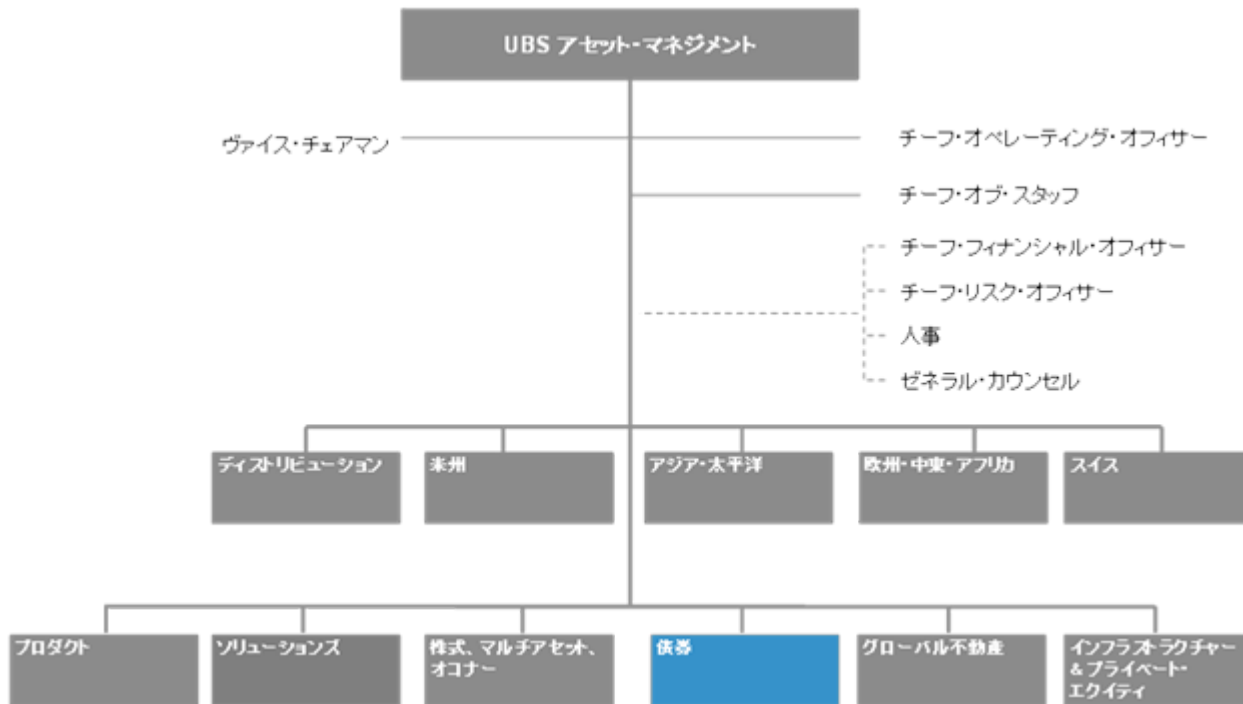 UBS アセット・マネジメント
ヴァイス・チェアマン
チーフ・オペレーティング・オフィサー
チーフ・オブ・スタッフ
チーフ・フィナンシャル・オフィサー
チーフ・リスク・オフィサー
人事
ゼネラル・カウンセル
ディストリビューション
米州
アジア・太平洋
欧州・中東・アフリカ
スイス
プロダクト
ソリューションズ
株式、マルチアセット、
オコナー
債券
グローバル不動産
インフラストラクチャー
&プライベート・
エクイティ